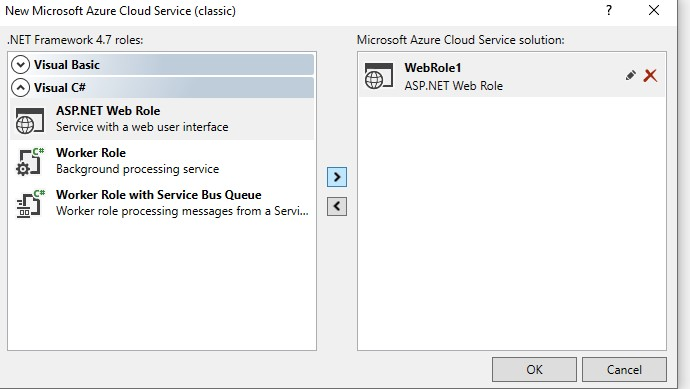 New Microsoft Azure Cloud Service (classic)
?
.NET Framework 4.7 roles:
Visual Basic
Visual C#
ASP.NET Web Role
Service with a web user interface
C#
Worker Role
Background processing service
C#
Worker Role with Service Bus Queue
Worker role processing messages from a Servi...
>
<
Microsoft Azure Cloud Service solution:
WebRole1
ASP.NET Web Role
OK
Cancel